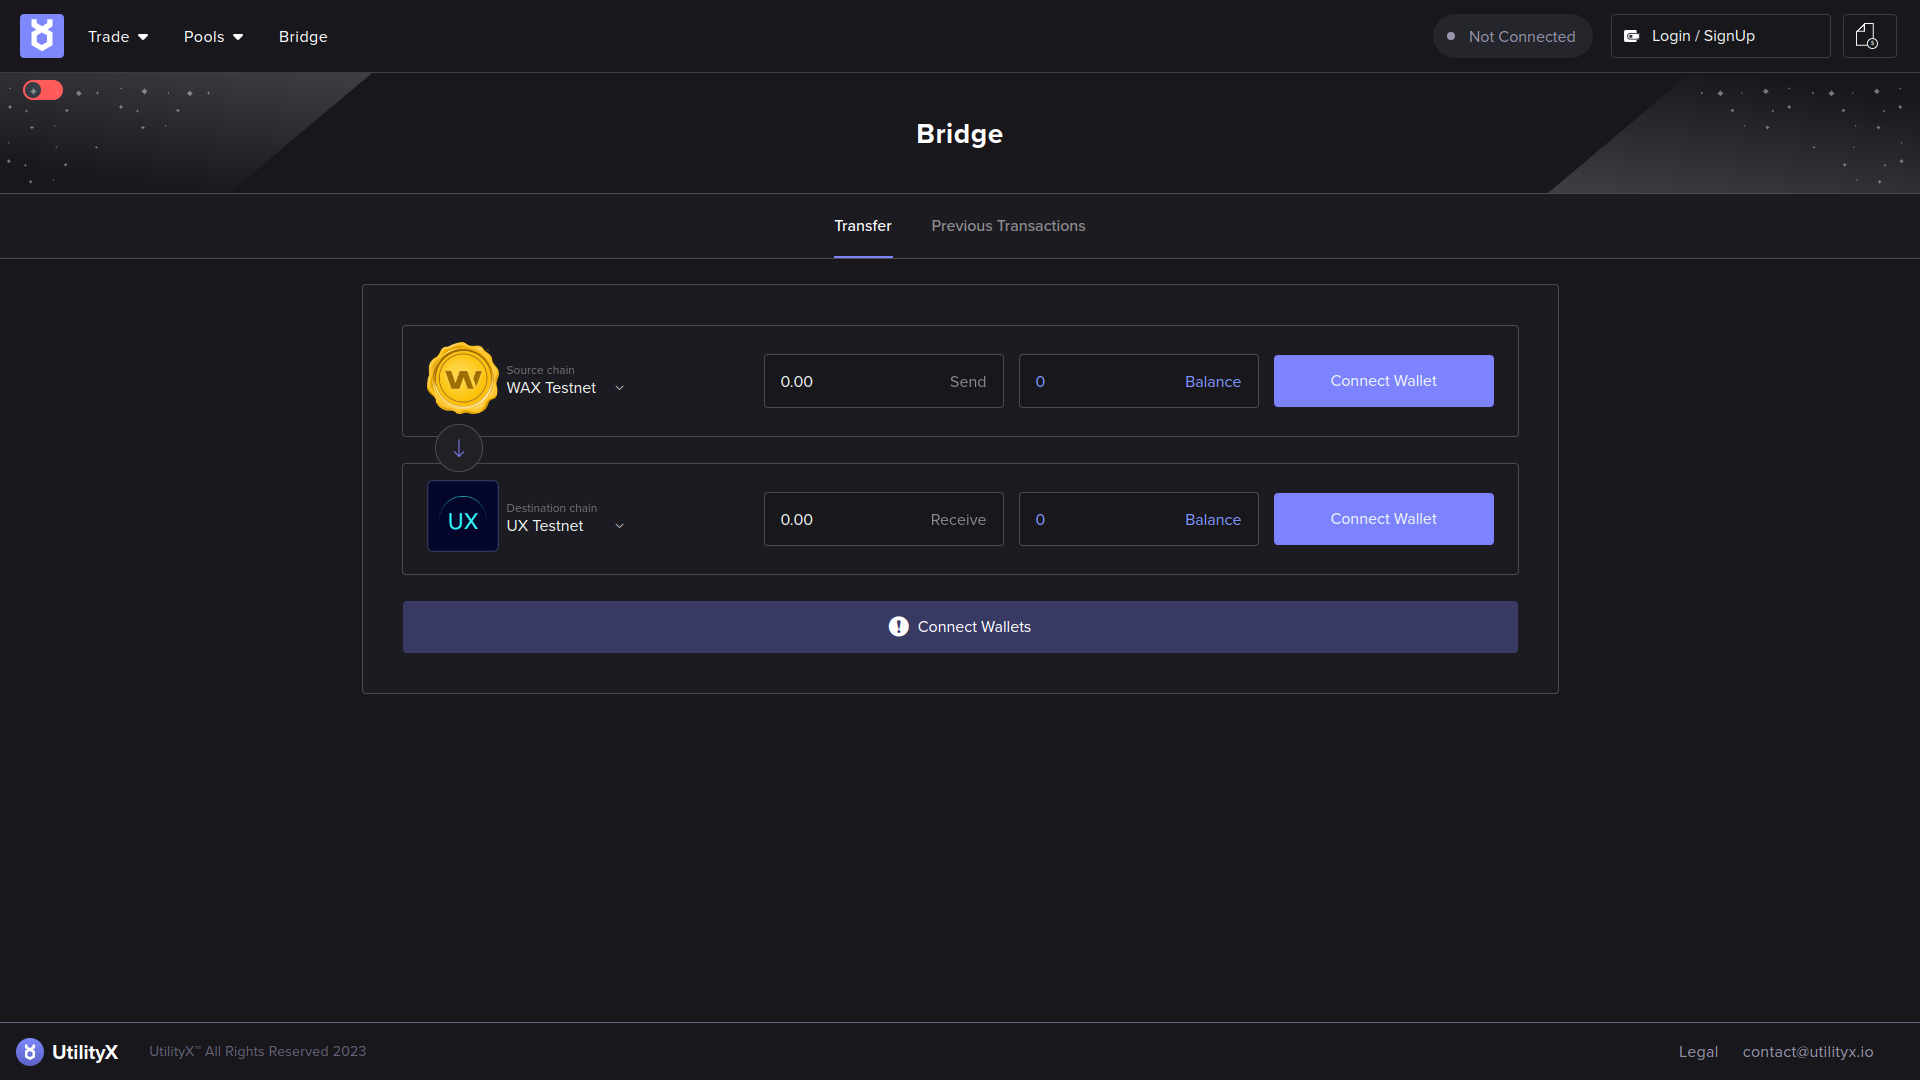 Trade Pools Bridge Not Connected Login / SignUp
Bridge
Transfer Previous Transactions
Source chain
WAX Testnet
0.00 Send 0 Balance Connect Wallet
UX
Destination chain
UX Testnet
0.00 Receive 0 Balance Connect Wallet
Connect Wallets
UtilityX UtilityX™ All Rights Reserved 2023 Legal contact@utilityx.io